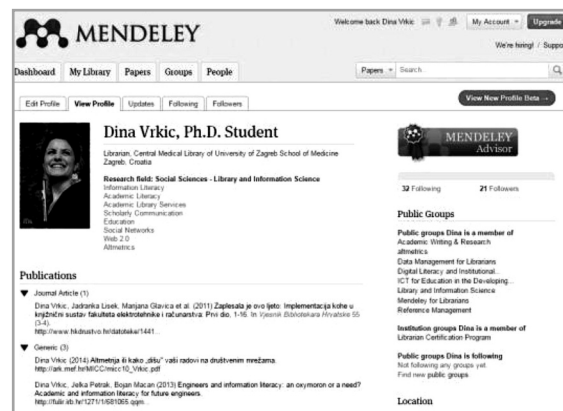 MENDELEY
Welcome back Dina Vrkic
My Account
Upgrade
We're hiring! / Suppo
Dashboard
My Library
Papers
Groups
People
Papers
Search...
Edit Profile
View Profile
Updates
Following
Followers
View New Profile Beta →
Dina Vrkic, Ph.D. Student
Librarian, Central Medical Library of University of Zagreb School of Medicine
Zagreb, Croatia
Research field: Social Sciences - Library and Information Science
Information Literacy
Academic Literacy
Academic Library Services
Scholarly Communication
Education
Social Networks
Web 2.0
Altmetrics
MENDELEY
Advisor
32 Following
21 Followers
Public Groups
Public groups Dina is a member of
Academic Writing & Research
altmetrics
Data Management for Librarians
Digital Literacy and Institutional...
ICT for Education in the Developing...
Library and Information Science
Mendeley for Librarians
Reference Management
Institution groups Dina is a member of
Librarian Certification Program
Public groups Dina is following
Not following any groups yet.
Find new public groups.
Location
Publications
Journal Article (1)
Dina Vrkic, Jadranka Lisek, Marijana Glavica et al. (2011) Zaplesala je ovo ljeto: Implementacija kohe u
knjižnični sustav fakulteta elektrotehnike i računarstva: Prvi dio, 1-16. In Vjesnik Bibliotekara Hrvatske 55
(3-4).
http://www.hkdrustvo.hr/datoteke/1441...
Generic (3)
Dina Vrkic (2014) Altmetrija ili kako „dišu" vaši radovi na društvenim mrežama.
http://ark.mef.hr/MICC/micc10_Vrkic.pdf
Dina Vrkic, Jelka Petrak, Bojan Macan (2013) Engineers and information literacy: an oxymoron or a need?
Academic and information literacy for future engineers.